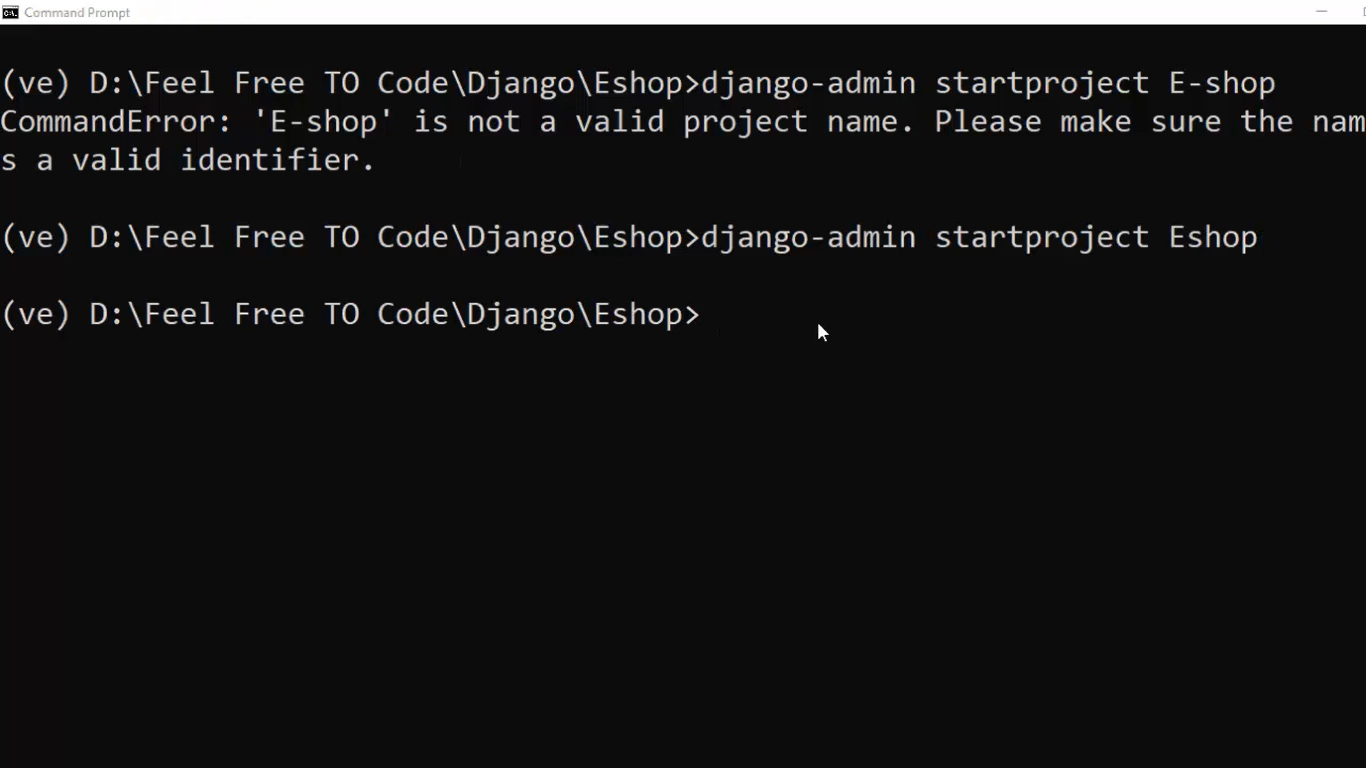 Command Prompt
(ve) D:\Feel Free TO Code\Django\Eshop>django-admin startproject E-shop
CommandError: 'E-shop' is not a valid project name. Please make sure the nam
s a valid identifier.
(ve) D:\Feel Free TO Code\Django\Eshop>django-admin startproject Eshop
(ve) D:\Feel Free TO Code\Django\Eshop>